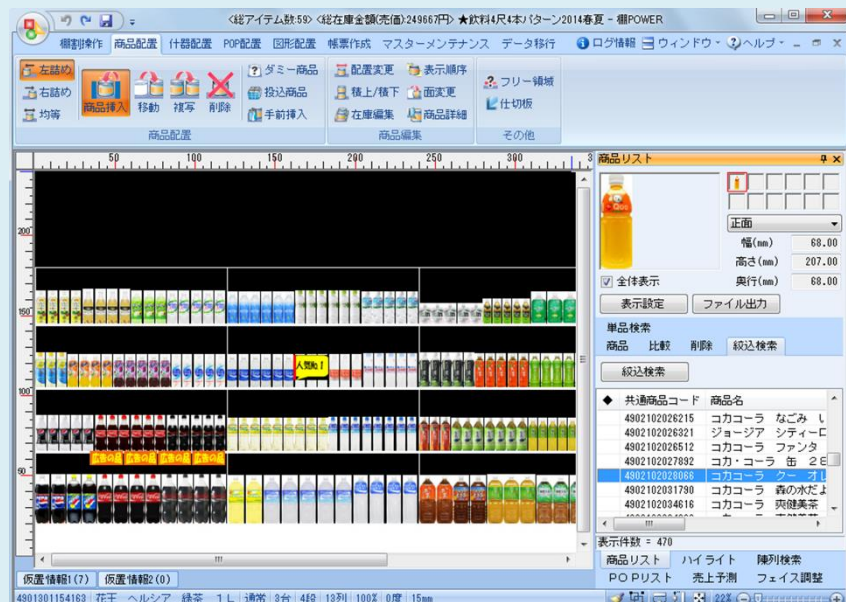 <総アイテム数:59> <総在庫金額(売価):249667円> ★飲料4尺4本パターン2014春夏 - 棚POWER
棚割操作 商品配置 什器配置 POP配置 図形配置 帳票作成 マスターメンテナンス データ移行 ログ情報 ウィンドウ ヘルプ
左詰め 右詰め 均等 商品挿入 移動 複写 削除 ダミー商品 投込商品 手前挿入
商品配置
配置変更 表示順序 積上/積下 面変更 在庫編集 商品詳細
商品編集
フリー領域 仕切板
その他
50 100 150 200 250 300
200
150
100
50
人気No1
広告の品 広告の品 広告の品
商品リスト
正面
幅(mm) 68.00
高さ(mm) 207.00
全体表示 奥行(mm) 68.00
表示設定 ファイル出力
単品検索
商品 比較 削除 絞込検索
絞込検索
◆ 共通商品コード 商品名
4902102026215 コカコーラ なごみ い
4902102026321 ジョージア シティーロ
4902102026512 コカコーラ ファンタ
4902102027892 コカ・コーラ 缶 2
4902102028066 コカコーラ クー オレ
4902102031790 コカコーラ 森の水だよ
4902102034616 コカコーラ 爽健美茶
表示件数 = 470
商品リスト ハイライト 陳列検索
POPリスト 売上予測 フェイス調整
仮置情報1(7) 仮置情報2(0)
4901301154163 花王 ヘルシア 緑茶 1L 通常 3台 4段 13列 100% 0度 15mm 22%